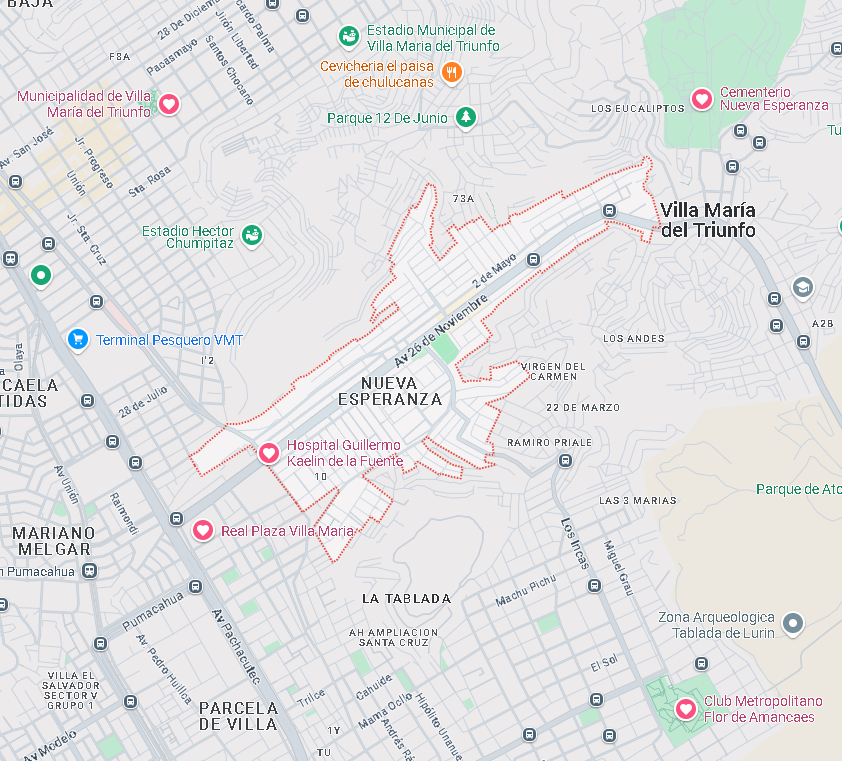 BAJA
28 De Diciembre
Jirón Libertad
Ricardo Palma
Estadio Municipal de
Villa Maria del Triunfo
F8A
Pacasmayo
Santos Chocano
Cevicheria el paisa
de chulucanas
Municipalidad de Villa
María del Triunfo
Parque 12 De Junio
LOS EUCALIPTOS
Cementerio
Nueva Esperanza
Tu
Av San José
Jr. Progreso
Unión
Sta. Rosa
73A
Villa María
del Triunfo
Jr Sta. Cruz
Estadio Hector
Chumpitaz
2 de Mayo
Av 26 de Noviembre
A2B
Terminal Pesquero VMT
LOS ANDES
Olaya
I'2
VIRGEN DEL
CARMEN
CAELA
TIDAS
NUEVA
ESPERANZA
28 de Julio
22 DE MARZO
Hospital Guillermo
Kaelin de la Fuente
RAMIRO PRIALE
10
Av Unión
Raimondi
LAS 3 MARIAS
Parque de Ato
MARIANO
MELGAR
Real Plaza Villa Maria
Los Incas
Miguel Grau
n Pumacahua
Pumacahua
Av Pachacutec
LA TABLADA
Machu Pichu
Zona Arqueologica
Tablada de Lurin
AH AMPLIACION
SANTA CRUZ
Av. Pedro Huillca
VILLA EL
SALVADOR
SECTOR V
GRUPO 1
El Sol
PARCELA
DE VILLA
Trilce
Cahuide
Mama Ocllo
Hipólito Unanue
Club Metropolitano
Flor de Amancaes
Av Modelo
1Y
TU
Andrés Rá